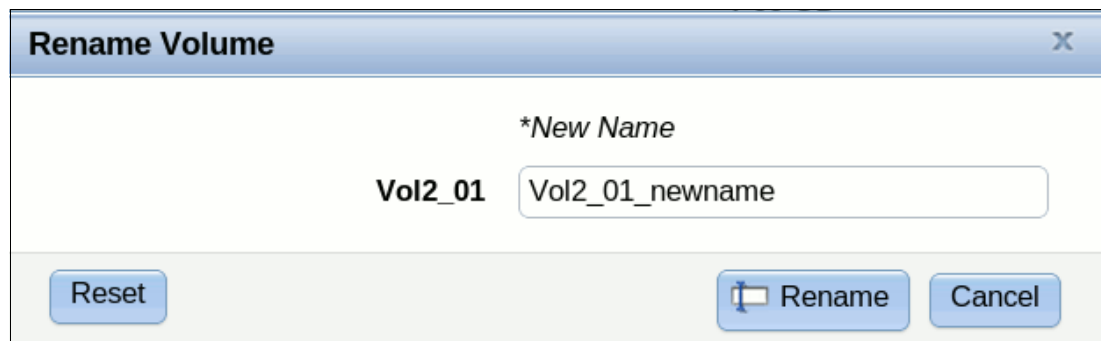 Rename Volume
x
*New Name
Vol2_01 Vol2_01_newname
Reset Rename Cancel